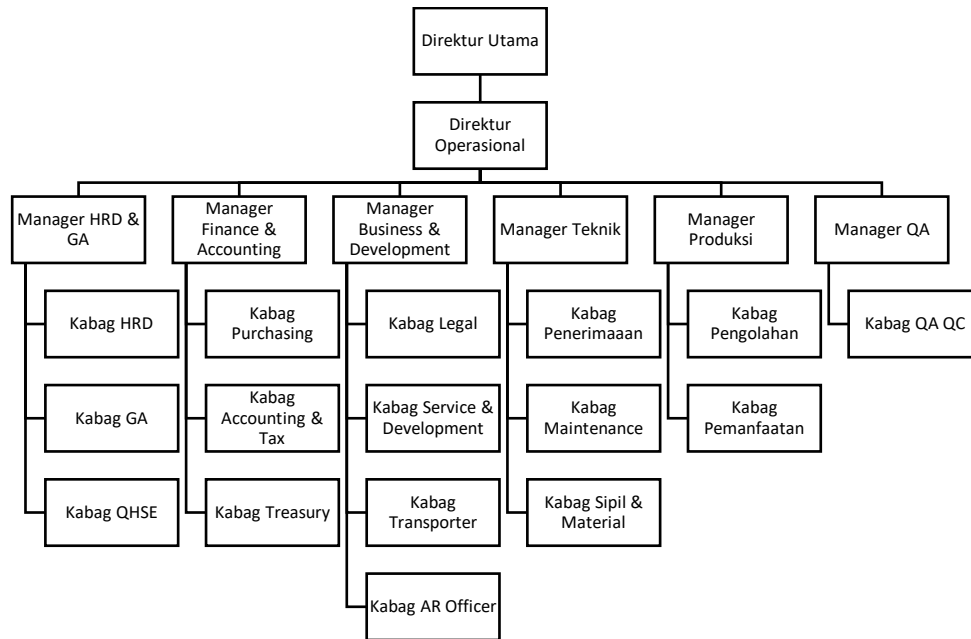 Direktur Utama
Direktur
Operasional
Manager HRD &
GA
Manager
Finance &
Accounting
Manager
Business &
Development
Manager Teknik
Manager
Produksi
Manager QA
Kabag HRD
Kabag
Purchasing
Kabag Legal
Kabag
Penerimaaan
Kabag
Pengolahan
Kabag QA QC
Kabag GA
Kabag
Accounting &
Tax
Kabag Service &
Development
Kabag
Maintenance
Kabag
Pemanfaatan
Kabag QHSE
Kabag Treasury
Kabag
Transporter
Kabag Sipil &
Material
Kabag AR Officer